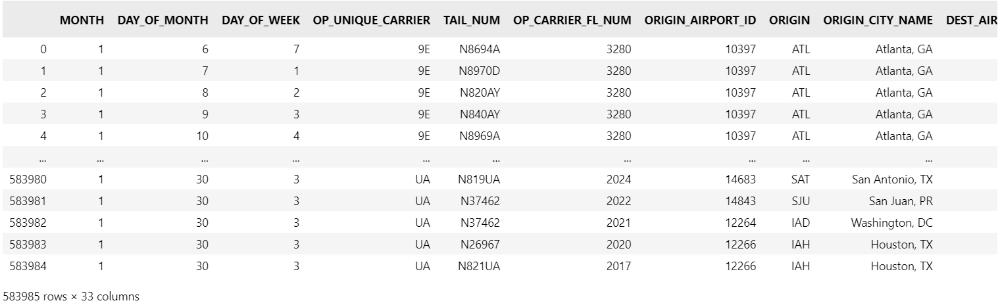 MONTH DAY_OF_MONTH DAY_OF_WEEK OP_UNIQUE_CARRIER TAIL_NUM OP_CARRIER_FL_NUM ORIGIN_AIRPORT_ID ORIGIN ORIGIN_CITY_NAME DEST_AIR
0 1 6 7 9E N8694A 3280 10397 ATL Atlanta, GA
1 1 7 1 9E N8970D 3280 10397 ATL Atlanta, GA
2 1 8 2 9E N820AY 3280 10397 ATL Atlanta, GA
3 1 9 3 9E N840AY 3280 10397 ATL Atlanta, GA
4 1 10 4 9E N8969A 3280 10397 ATL Atlanta, GA
... ... ... ... ... ... ... ... ... ...
583980 1 30 3 UA N819UA 2024 14683 SAT San Antonio, TX
583981 1 30 3 UA N37462 2022 14843 SJU San Juan, PR
583982 1 30 3 UA N37462 2021 12264 IAD Washington, DC
583983 1 30 3 UA N26967 2020 12266 IAH Houston, TX
583984 1 30 3 UA N821UA 2017 12266 IAH Houston, TX
583985 rows × 33 columns